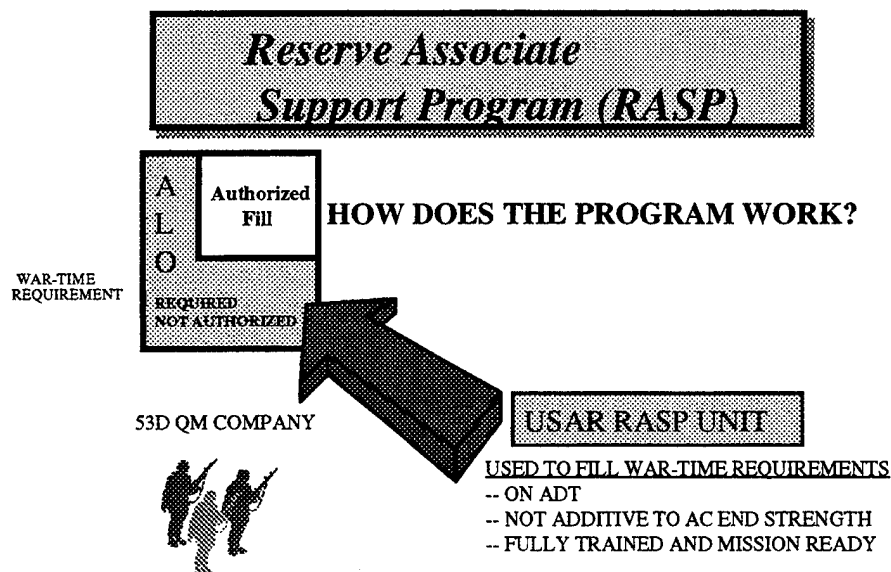 Reserve Associate
Support Program (RASP)
A
L
O
Authorized
Fill
HOW DOES THE PROGRAM WORK?
WAR-TIME
REQUIREMENT
REQUIRED
NOT AUTHORIZED
53D QM COMPANY
USAR RASP UNIT
USED TO FILL WAR-TIME REQUIREMENTS
-- ON ADT
-- NOT ADDITIVE TO AC END STRENGTH
-- FULLY TRAINED AND MISSION READY